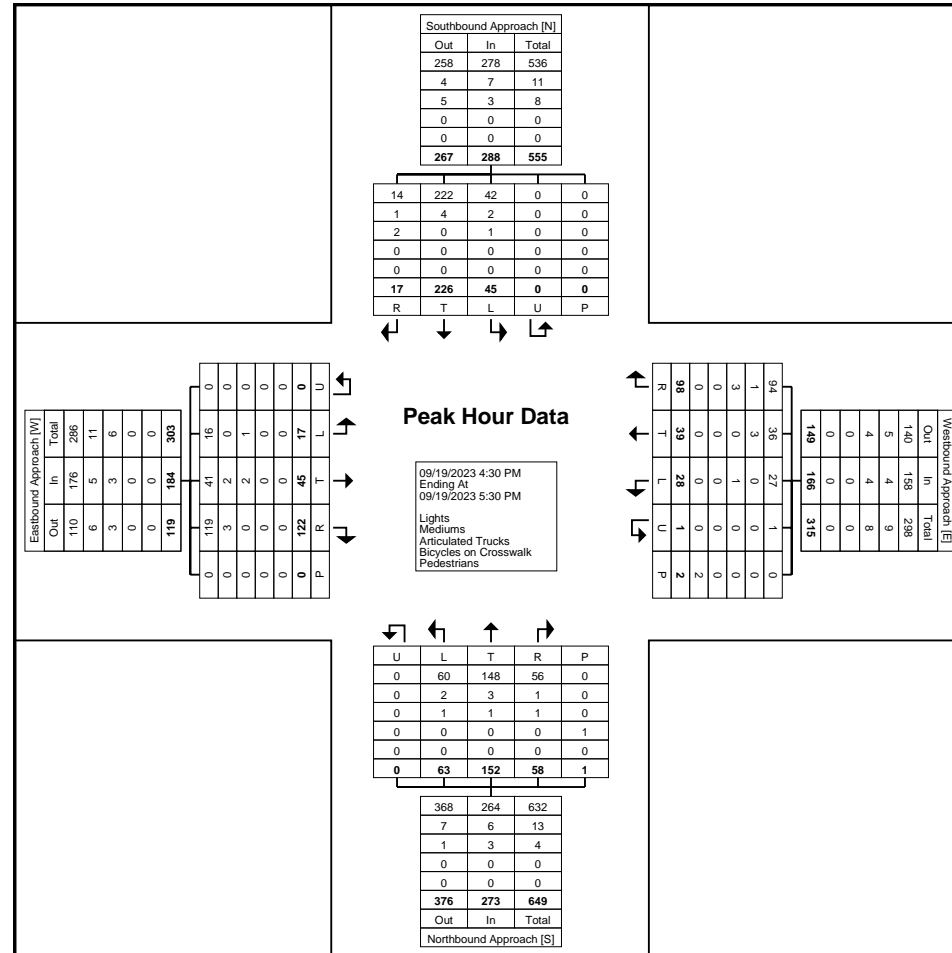 Southbound Approach [N]
Out In Total
258 278 536
4 7 11
5 3 8
0 0 0
0 0 0
267 288 555
14 222 42 0 0
1 4 2 0 0
2 0 1 0 0
0 0 0 0 0
0 0 0 0 0
17 226 45 0 0
R T L U P
Eastbound Approach [W]
Out In Total
110 176 286
6 5 11
3 3 6
0 0 0
0 0 0
119 184 303
0 16 41 119 0
0 0 2 3 0
0 1 2 0 0
0 0 0 0 0
0 0 0 0 0
0 17 45 122 0
U L T R P
Peak Hour Data
09/19/2023 4:30 PM
Ending At
09/19/2023 5:30 PM
Lights
Mediums
Articulated Trucks
Bicycles on Crosswalk
Pedestrians
Westbound Approach [E]
Out In Total
140 158 298
5 4 9
4 4 8
0 0 0
0 0 0
149 166 315
94 36 27 1 0
1 3 0 0 0
3 0 1 0 0
0 0 0 0 0
0 0 0 0 2
98 39 28 1 2
R T L U P
U L T R P
0 60 148 56 0
0 2 3 1 0
0 1 1 1 0
0 0 0 0 1
0 0 0 0 0
0 63 152 58 1
368 264 632
7 6 13
1 3 4
0 0 0
0 0 0
376 273 649
Out In Total
Northbound Approach [S]